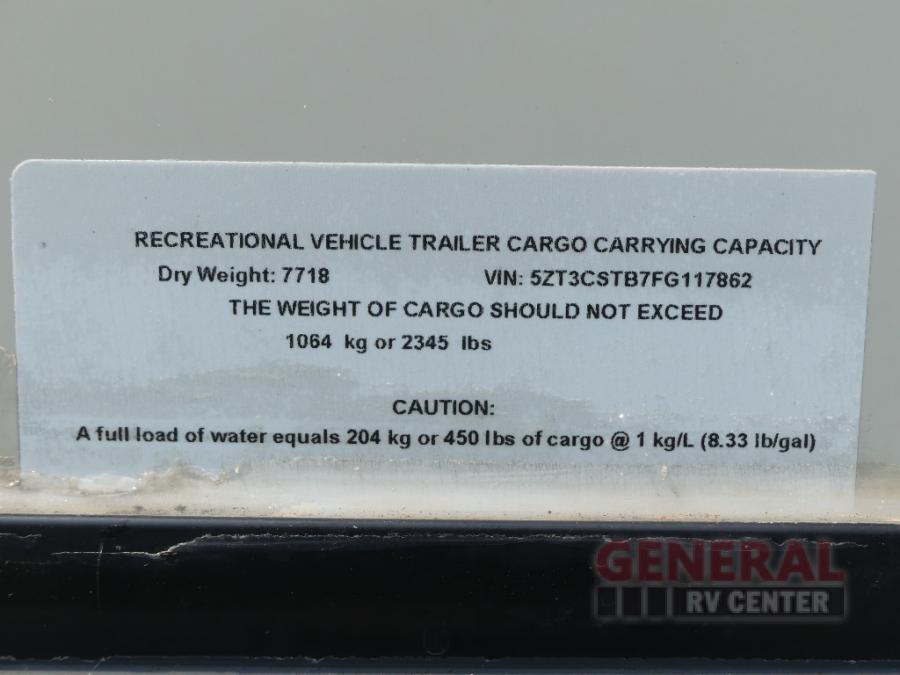 RECREATIONAL VEHICLE TRAILER CARGO CARRYING CAPACITY
Dry Weight: 7718 VIN: 5ZT3CSTB7FG117862
THE WEIGHT OF CARGO SHOULD NOT EXCEED
1064 kg or 2345 lbs
CAUTION:
A full load of water equals 204 kg or 450 lbs of cargo @ 1 kg/L (8.33 lb/gal)
GENERAL
RV CENTER